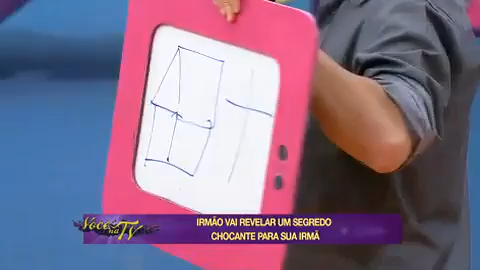 Você
na TV
IRMÃO VAI REVELAR UM SEGREDO
CHOCANTE PARA SUA IRMÃ